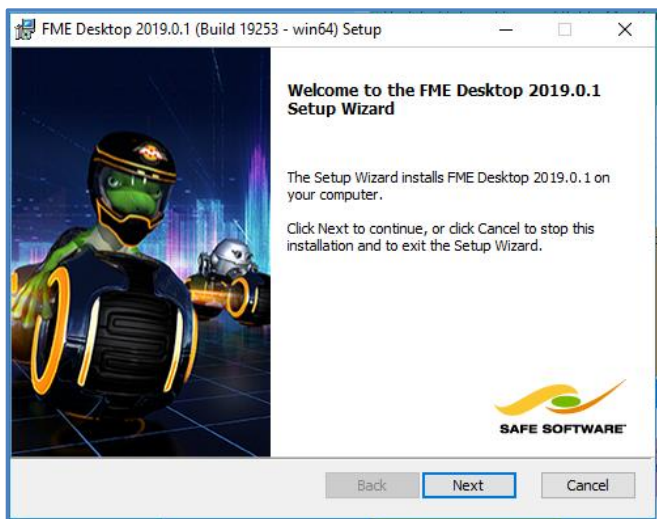 FME Desktop 2019.0.1 (Build 19253 - win64) Setup
Welcome to the FME Desktop 2019.0.1
Setup Wizard
The Setup Wizard installs FME Desktop 2019.0.1 on
your computer.
Click Next to continue, or click Cancel to stop this
installation and to exit the Setup Wizard.
SAFE SOFTWARE
Back Next Cancel